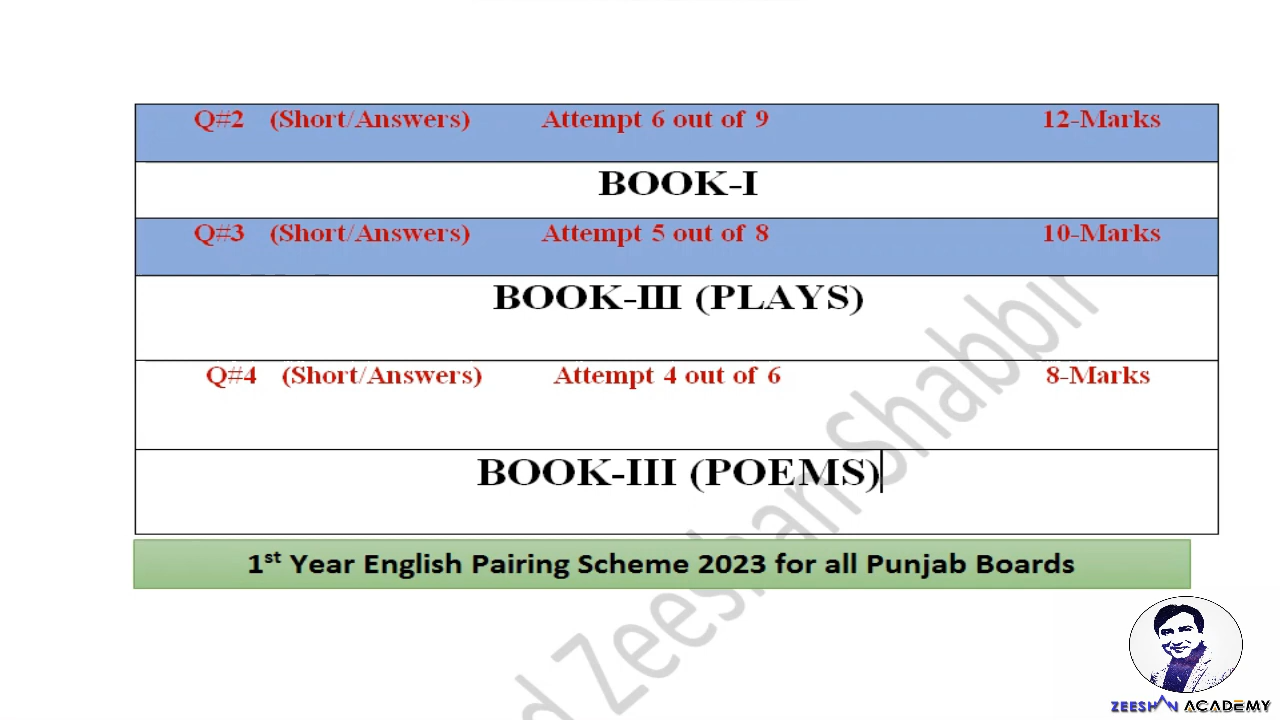 Q#2 (Short/Answers) Attempt 6 out of 9 12-Marks
BOOK-I
Q#3 (Short/Answers) Attempt 5 out of 8 10-Marks
BOOK-III (PLAYS)
Q#4 (Short/Answers) Attempt 4 out of 6 8-Marks
BOOK-III (POEMS)
1st Year English Pairing Scheme 2023 for all Punjab Boards
d Zeeshan Shabbir
ZEESHAN ACADEMY